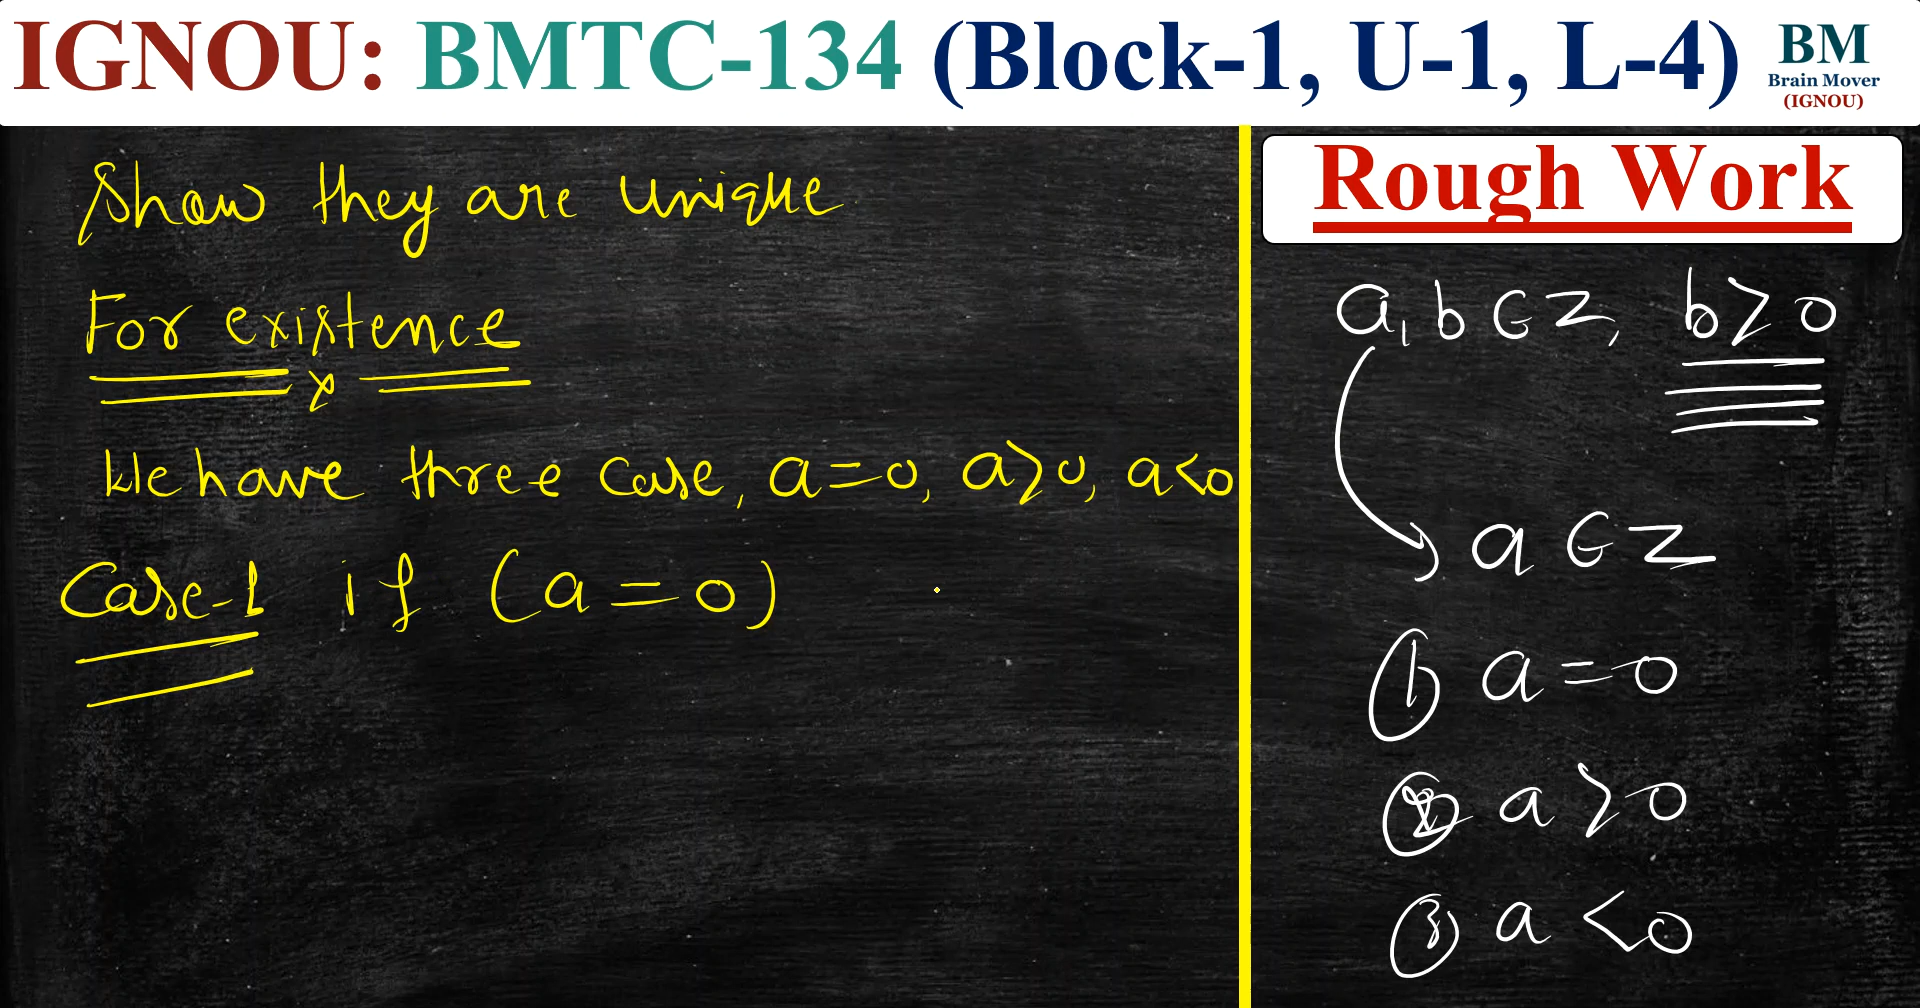 IGNOU: BMTC-134 (Block-1, U-1, L-4)
BM
Brain Mover
(IGNOU)
Show they are unique
For existence
We have three case, a=0, a>0, a<0
Case-1 if (a=0)
Rough Work
a, b ∈ Z, b>0
a ∈ Z
① a=0
② a>0
③ a<0